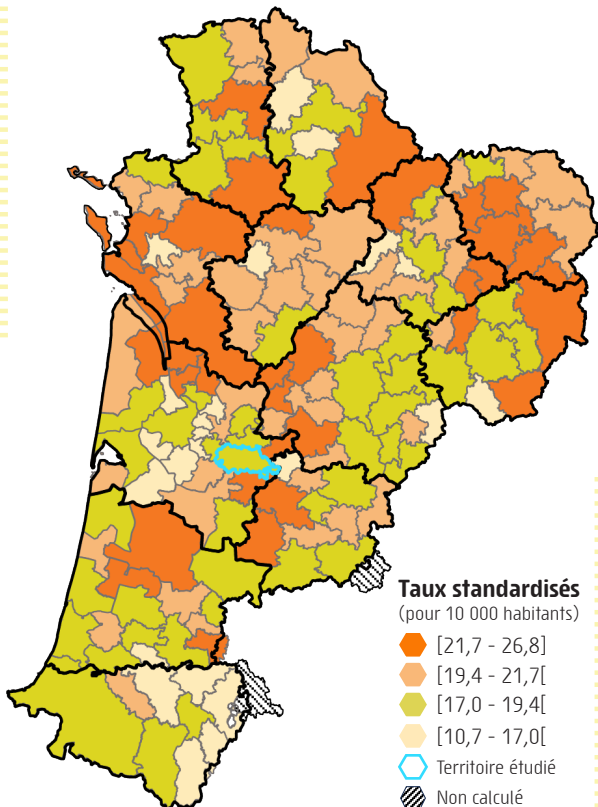 Taux standardisés
(pour 10 000 habitants)
[21,7 - 26,8]
[19,4 - 21,7[
[17,0 - 19,4[
[10,7 - 17,0[
Territoire étudié
Non calculé